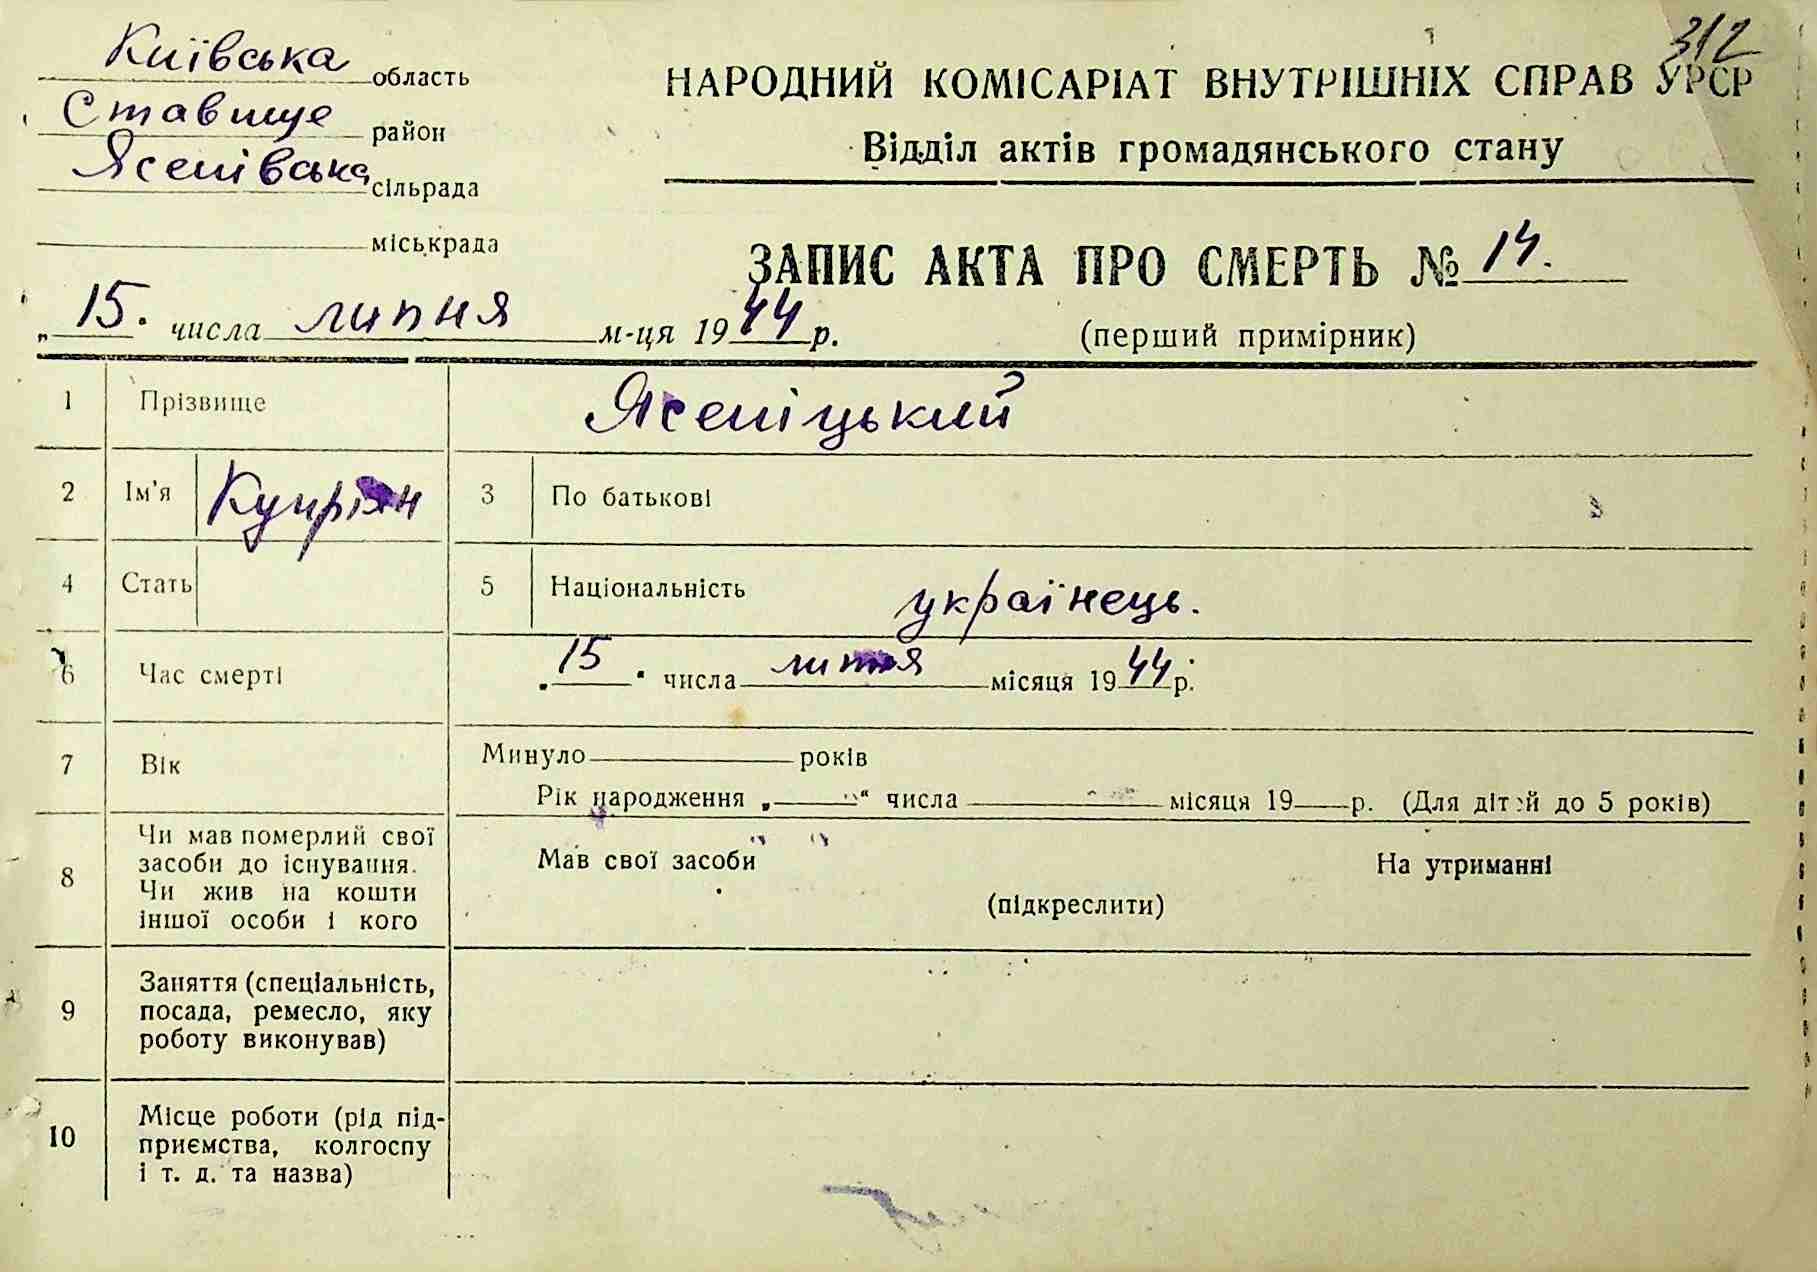 312
Київська область
Ставище район
Ясенівська сільрада
міськрада
НАРОДНИЙ КОМІСАРІАТ ВНУТРІШНІХ СПРАВ УРСР
Відділ актів громадянського стану
ЗАПИС АКТА ПРО СМЕРТЬ № 14.
„15." числа липня м-ця 1944 р.
(перший примірник)
1 Прізвище Ясеніцький
2 Ім'я Купріян 3 По батькові
4 Стать 5 Національність українець.
6 Час смерті „15" числа липня місяця 1944 р.
7 Вік Минуло років
Рік народження „ " числа місяця 19 р. (Для дітей до 5 років)
8 Чи мав померлий свої
засоби до існування.
Чи жив на кошти
іншої особи і кого
Мав свої засоби На утриманні
(підкреслити)
9 Заняття (спеціальність,
посада, ремесло, яку
роботу виконував)
10 Місце роботи (рід під-
приємства, колгоспу
і т. д. та назва)